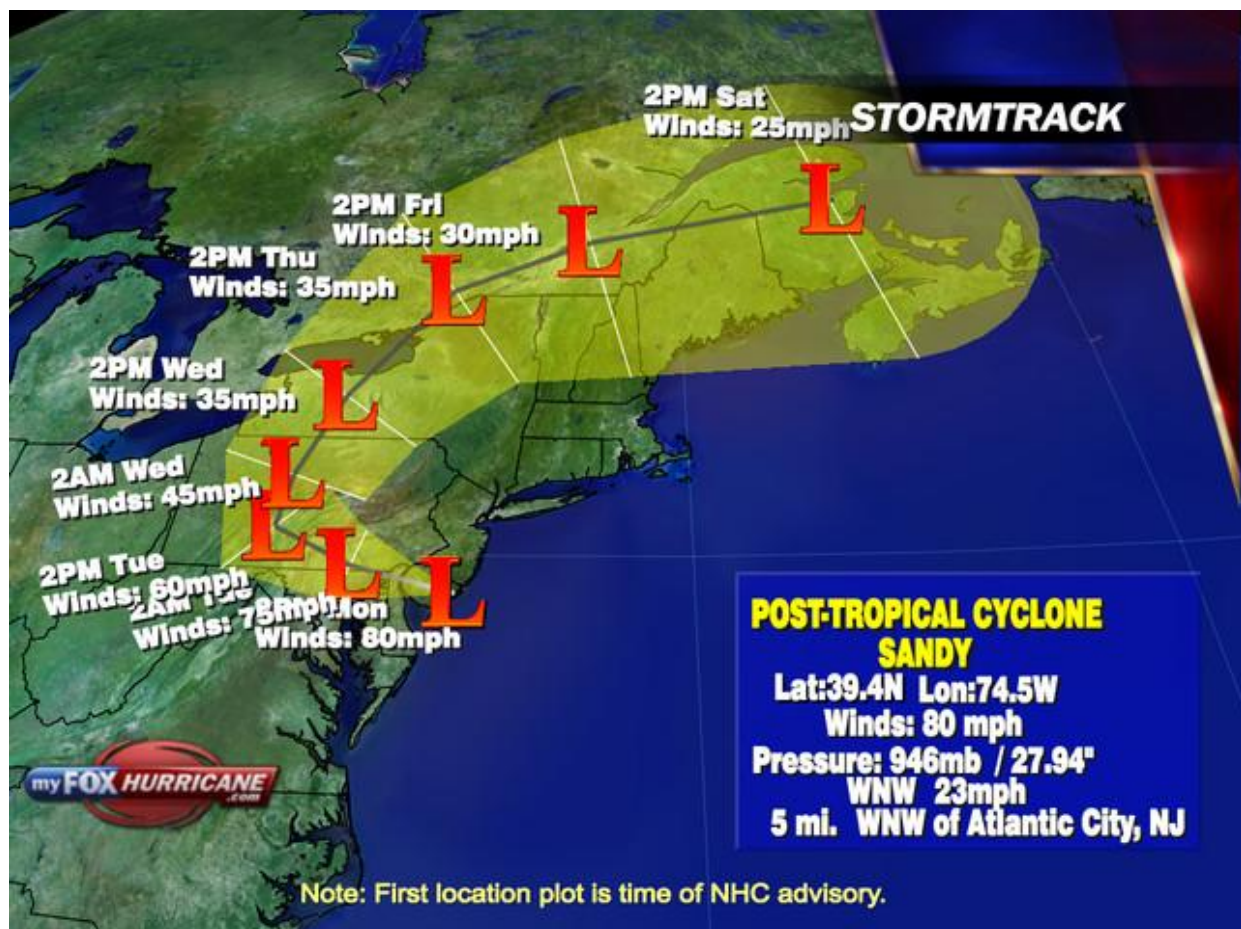 2PM Sat
Winds: 25mph
STORMTRACK
2PM Fri
Winds: 30mph
2PM Thu
Winds: 35mph
2PM Wed
Winds: 35mph
2AM Wed
Winds: 45mph
2PM Tue
Winds: 60mph
2AM Tue
Winds: 75mph
Mon
Winds: 80mph
L
L
L
L
L
L
L
L
POST-TROPICAL CYCLONE
SANDY
Lat:39.4N Lon:74.5W
Winds: 80 mph
Pressure: 946mb / 27.94"
WNW 23mph
5 mi. WNW of Atlantic City, NJ
myFOX HURRICANE
.com
Note: First location plot is time of NHC advisory.